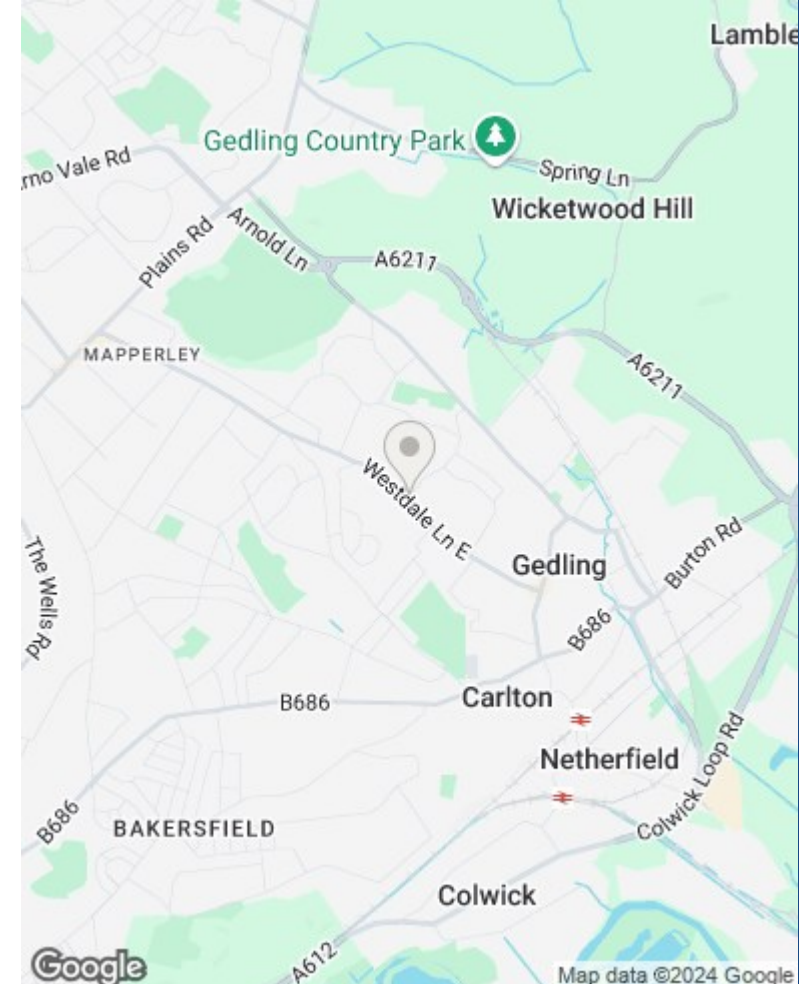 Lamble
Gedling Country Park
rno Vale Rd
Spring Ln
Wicketwood Hill
Arnold Ln
Plains Rd
A6211
MAPPERLEY
A6211
Westdale Ln E
The Wells Rd
Gedling
Burton Rd
B686
Carlton
B686
Netherfield
Colwick Loop Rd
B686
BAKERSFIELD
Colwick
A612
Google
Map data ©2024 Google